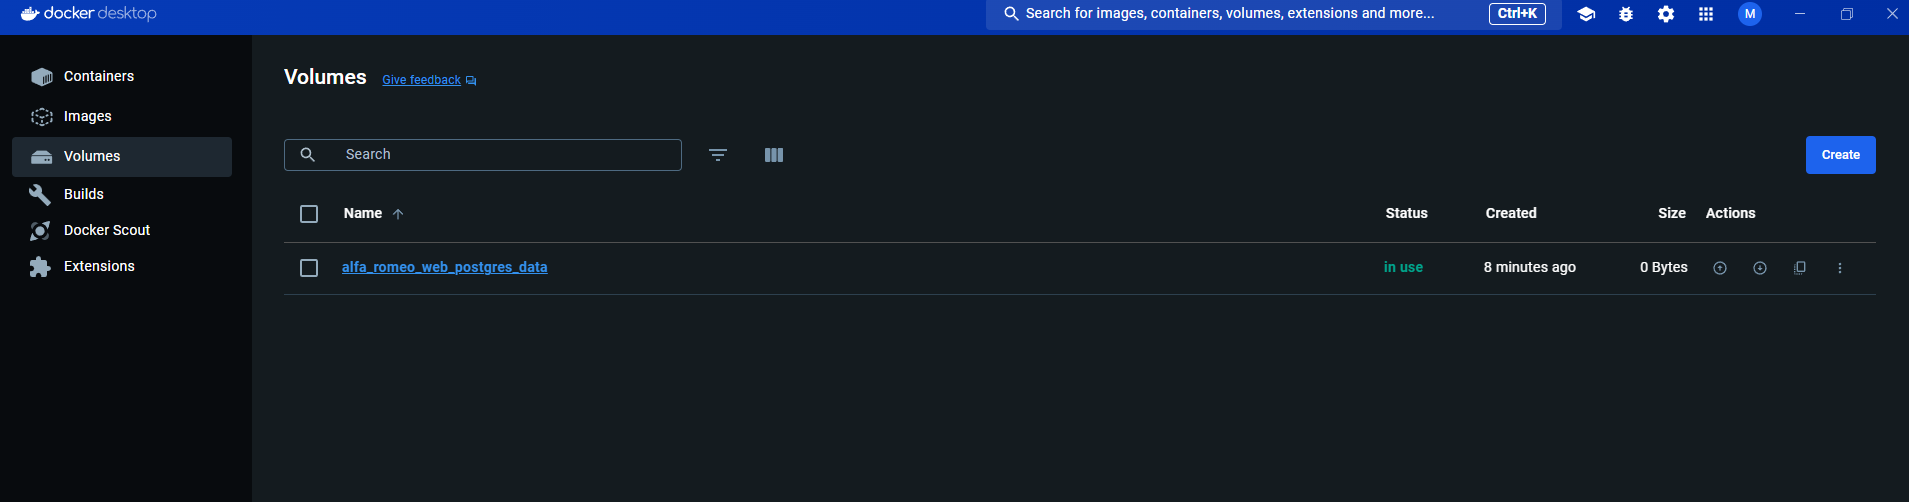 docker desktop
Search for images, containers, volumes, extensions and more... Ctrl+K
M
Containers
Images
Volumes
Builds
Docker Scout
Extensions
Volumes Give feedback
Search
Create
Name Status Created Size Actions
alfa_romeo_web_postgres_data in use 8 minutes ago 0 Bytes